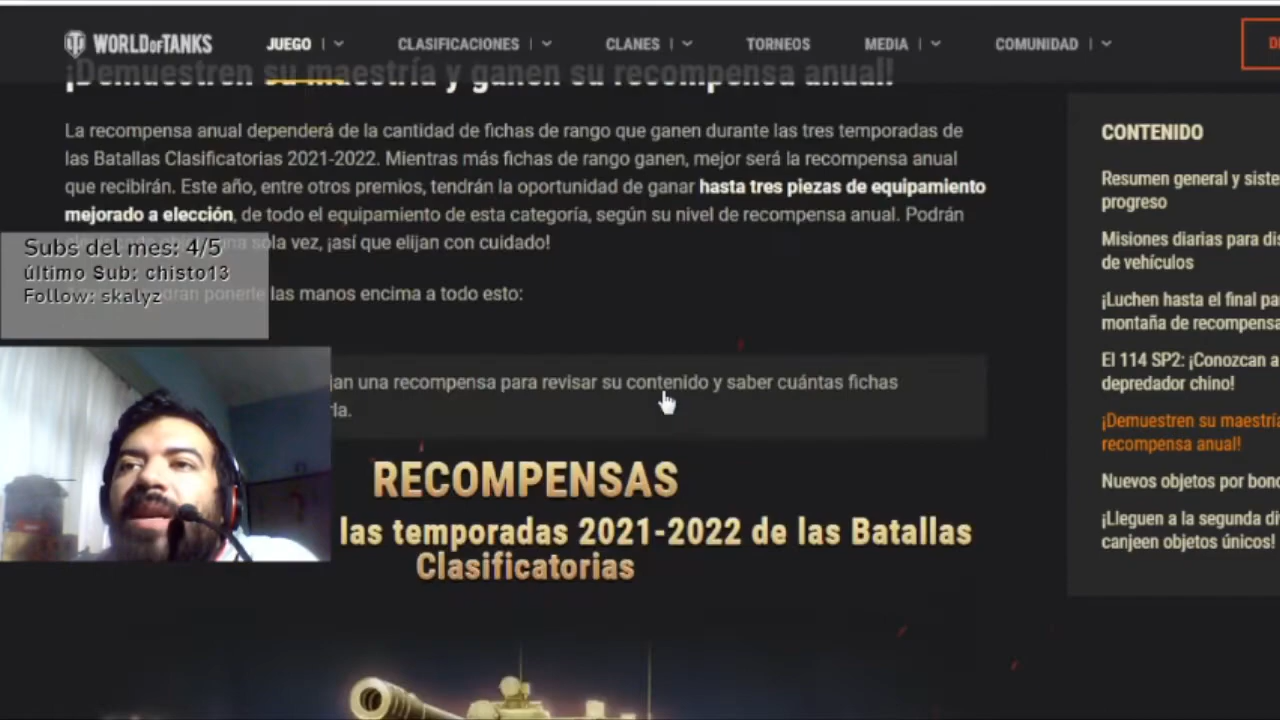 WORLD OF TANKS
JUEGO
CLASIFICACIONES
CLANES
TORNEOS
MEDIA
COMUNIDAD
¡Demuestren su maestría y ganen su recompensa anual!
La recompensa anual dependerá de la cantidad de fichas de rango que ganen durante las tres temporadas de
las Batallas Clasificatorias 2021-2022. Mientras más fichas de rango ganen, mejor será la recompensa anual
que recibirán. Este año, entre otros premios, tendrán la oportunidad de ganar hasta tres piezas de equipamiento
mejorado a elección, de todo el equipamiento de esta categoría, según su nivel de recompensa anual. Podrán
sola vez, ¡así que elijan con cuidado!
las manos encima a todo esto:
Subs del mes: 4/5
último Sub: chisto13
Follow: skalyz
una recompensa para revisar su contenido y saber cuántas fichas
RECOMPENSAS
las temporadas 2021-2022 de las Batallas
Clasificatorias
CONTENIDO
Resumen general y siste
progreso
Misiones diarias para dis
de vehículos
¡Luchen hasta el final pa
montaña de recompensa
El 114 SP2: ¡Conozcan a
depredador chino!
¡Demuestren su maestría
recompensa anual!
Nuevos objetos por bono
¡Lleguen a la segunda di
canjeen objetos únicos!